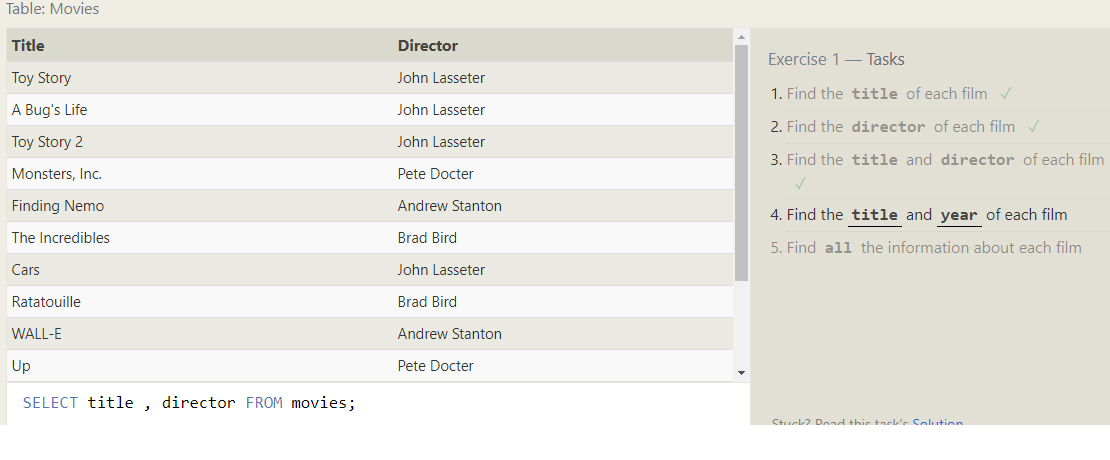 Table: Movies
Title Director
Toy Story John Lasseter
A Bug's Life John Lasseter
Toy Story 2 John Lasseter
Monsters, Inc. Pete Docter
Finding Nemo Andrew Stanton
The Incredibles Brad Bird
Cars John Lasseter
Ratatouille Brad Bird
WALL-E Andrew Stanton
Up Pete Docter
SELECT title , director FROM movies;
Exercise 1 — Tasks
1. Find the title of each film ✓
2. Find the director of each film ✓
3. Find the title and director of each film
✓
4. Find the title and year of each film
5. Find all the information about each film
Stuck? Read this task's Solution